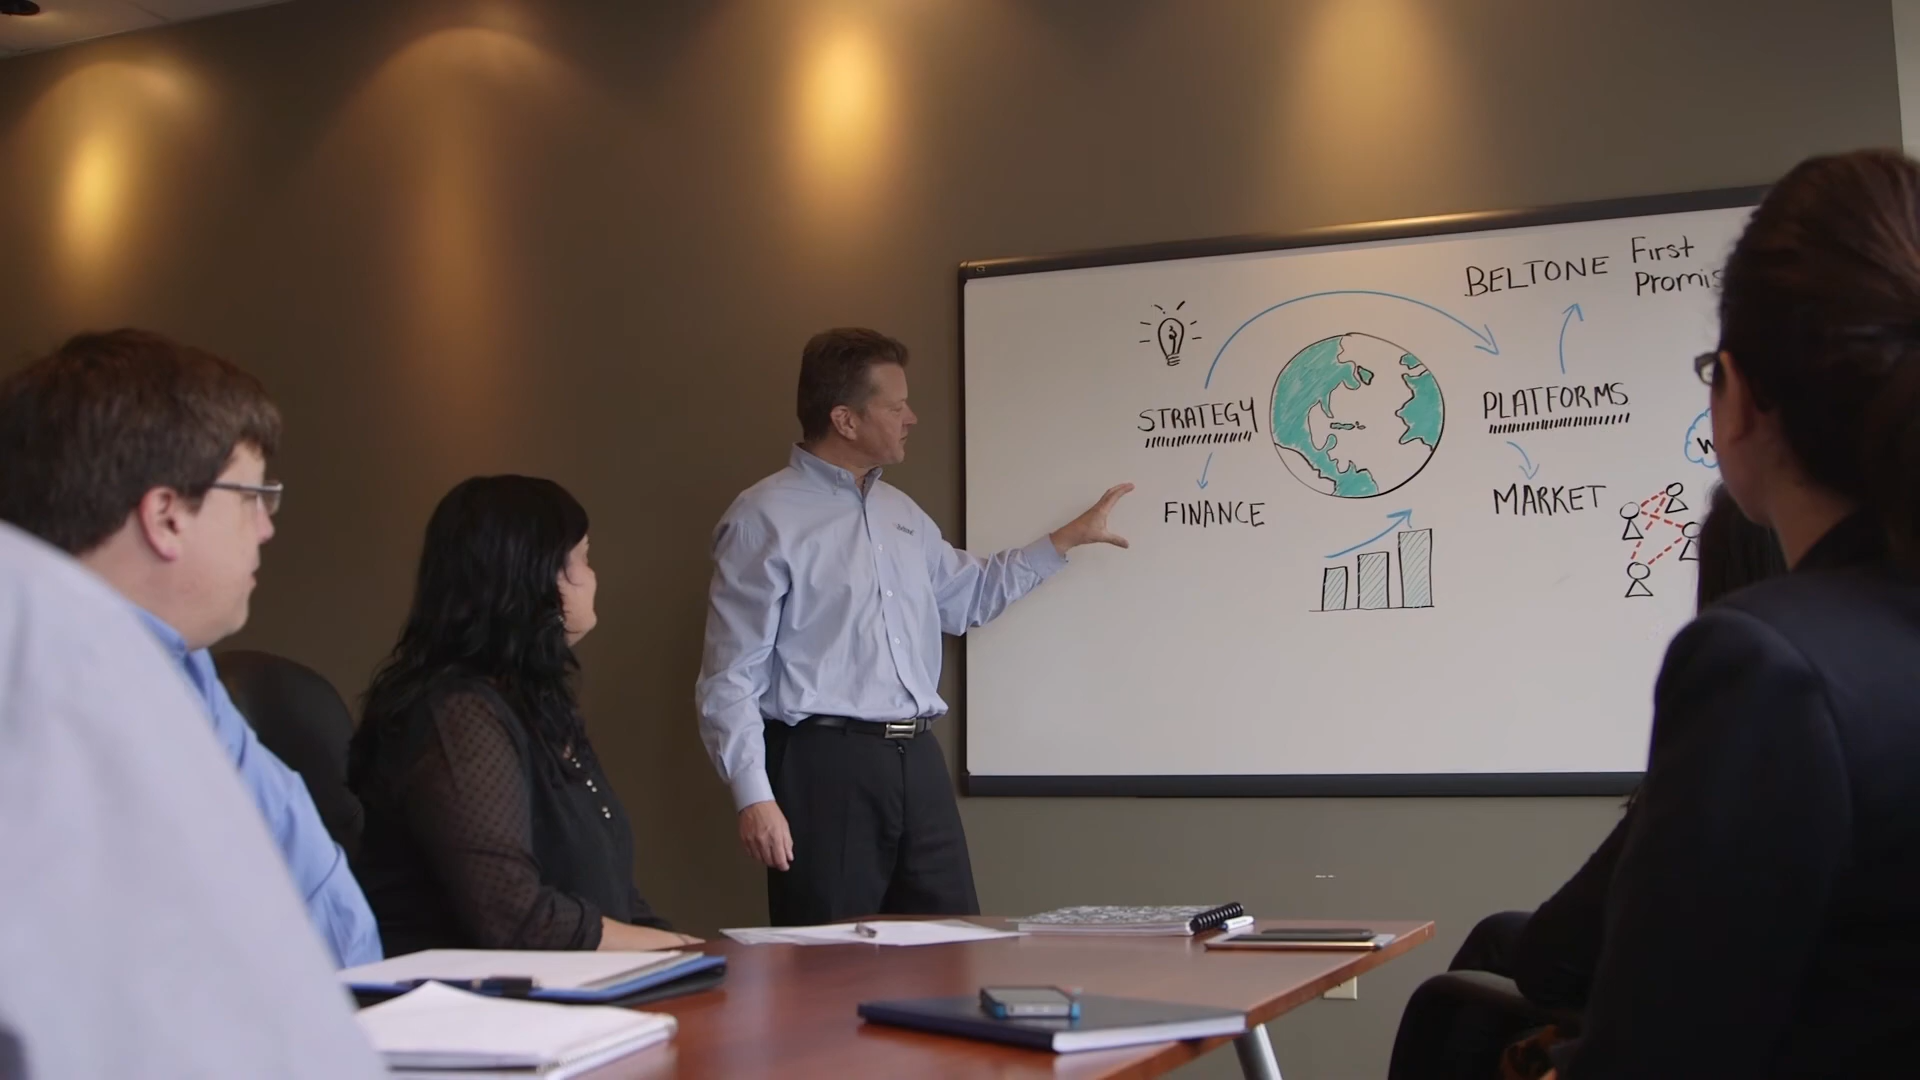 BELTONE First
Promis
STRATEGY
PLATFORMS
FINANCE
MARKET